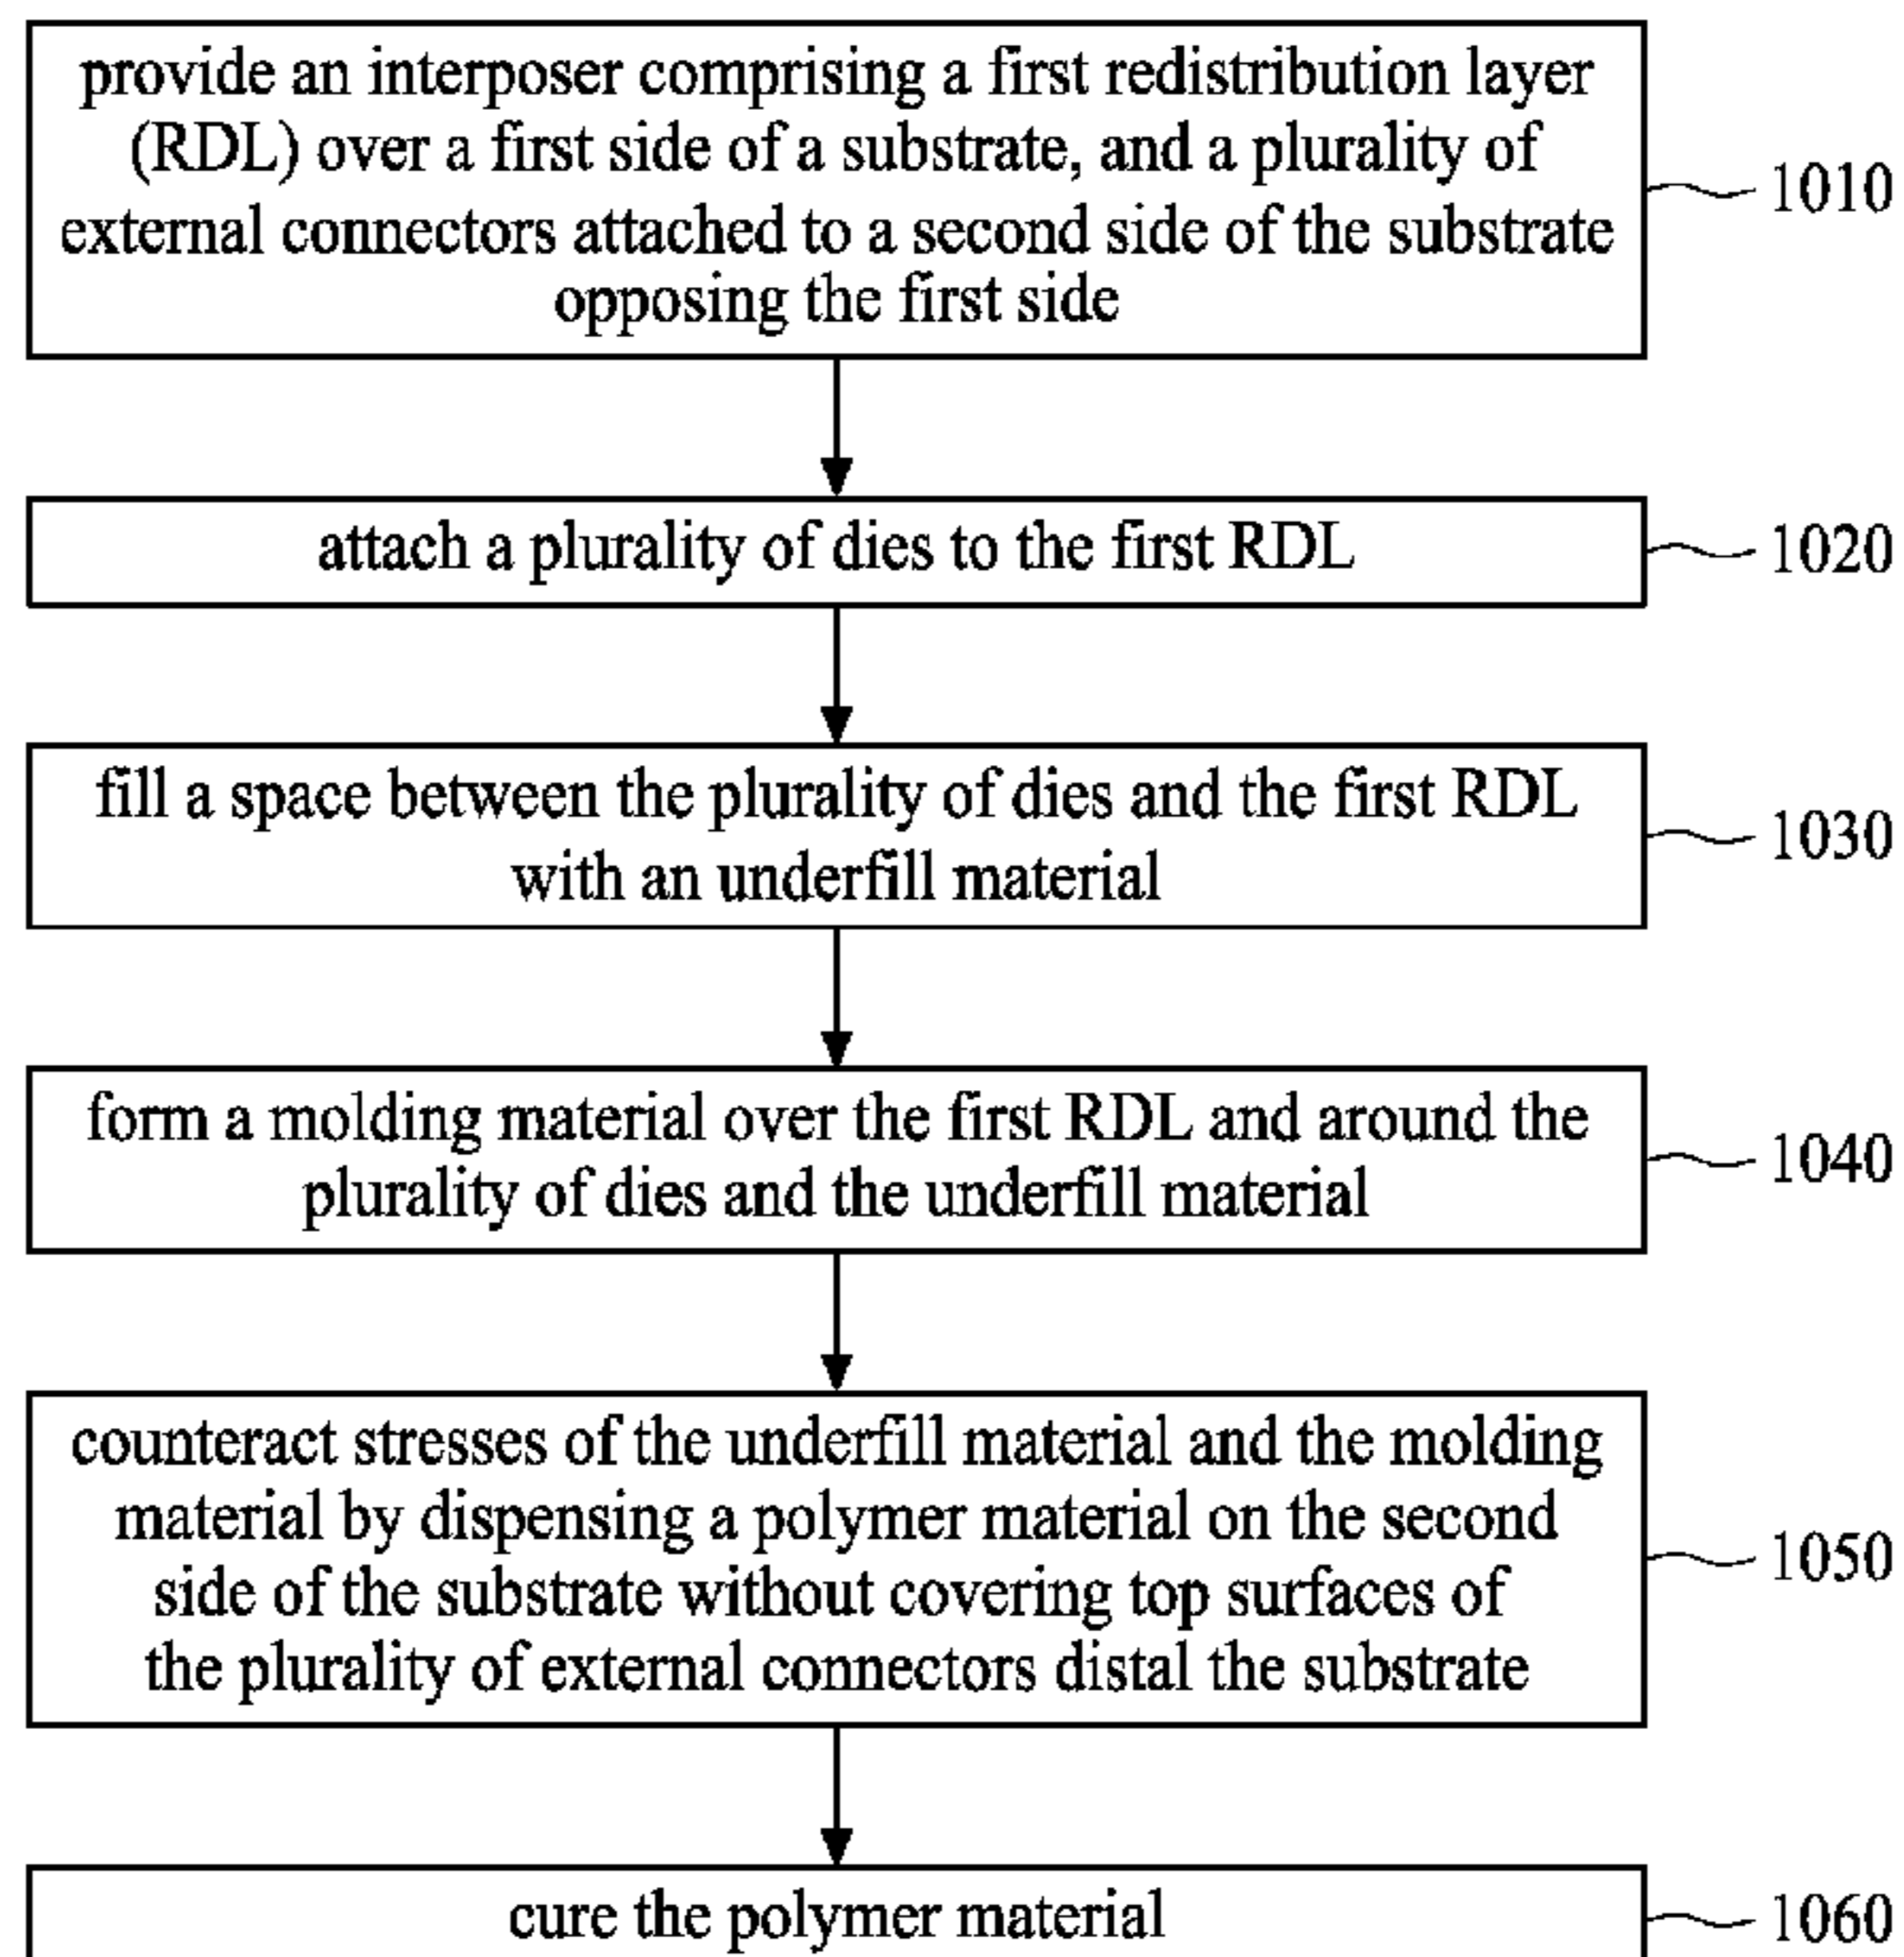 provide an interposer comprising a first redistribution layer
(RDL) over a first side of a substrate, and a plurality of
external connectors attached to a second side of the substrate
opposing the first side
1010
attach a plurality of dies to the first RDL
1020
fill a space between the plurality of dies and the first RDL
with an underfill material
1030
form a molding material over the first RDL and around the
plurality of dies and the underfill material
1040
counteract stresses of the underfill material and the molding
material by dispensing a polymer material on the second
side of the substrate without covering top surfaces of
the plurality of external connectors distal the substrate
1050
cure the polymer material
1060